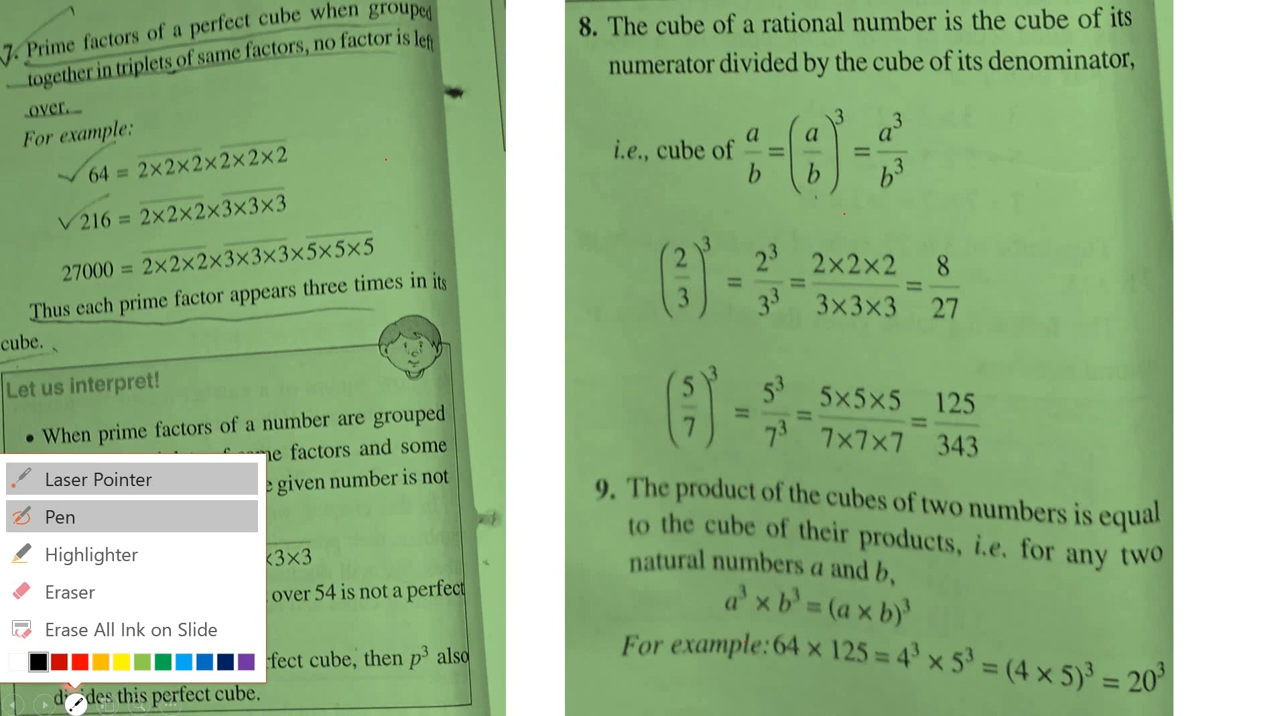 7. Prime factors of a perfect cube when grouped
together in triplets of same factors, no factor is left
over.
For example:
64 = 2×2×2×2×2×2
216 = 2×2×2×3×3×3
27000 = 2×2×2×3×3×3×5×5×5
Thus each prime factor appears three times in its
cube.
Let us interpret!
• When prime factors of a number are grouped
factors and some
given number is not
×3×3
over 54 is not a perfect
cube, then p³ also
divides this perfect cube.
Laser Pointer
Pen
Highlighter
Eraser
Erase All Ink on Slide
8. The cube of a rational number is the cube of its
numerator divided by the cube of its denominator,
i.e., cube of a/b = (a/b)³ = a³/b³
(2/3)³ = 2³/3³ = 2×2×2/3×3×3 = 8/27
(5/7)³ = 5³/7³ = 5×5×5/7×7×7 = 125/343
9. The product of the cubes of two numbers is equal
to the cube of their products, i.e. for any two
natural numbers a and b,
a³ × b³ = (a × b)³
For example: 64 × 125 = 4³ × 5³ = (4 × 5)³ = 20³